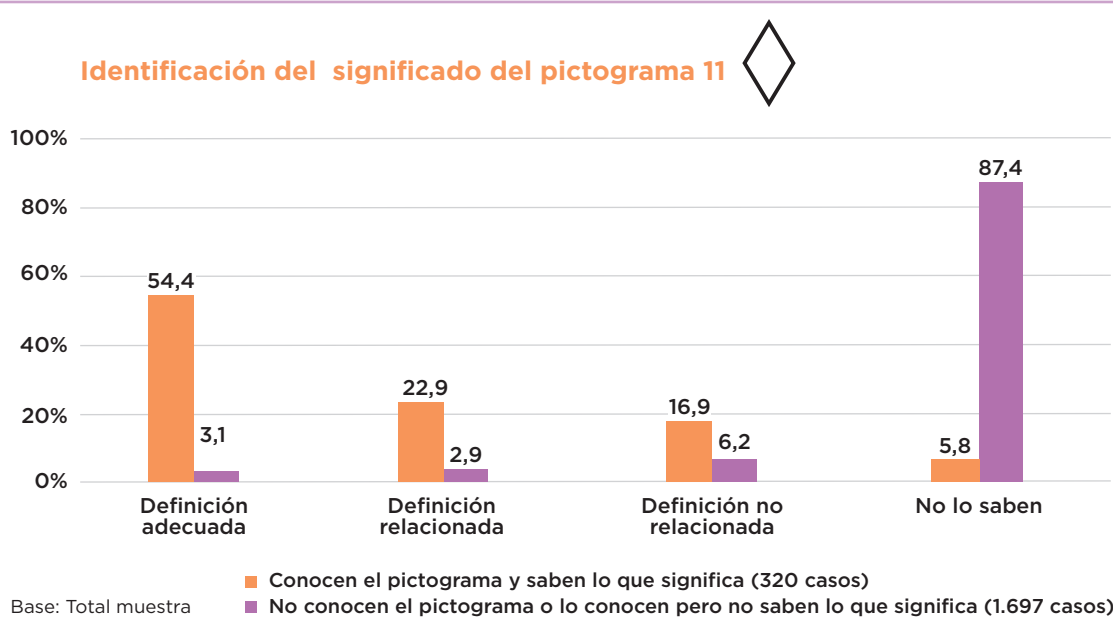 Identificación del significado del pictograma 11
100%
80%
60%
40%
20%
0%
54,4
3,1
22,9
2,9
16,9
6,2
5,8
87,4
Definición
adecuada
Definición
relacionada
Definición no
relacionada
No lo saben
Conocen el pictograma y saben lo que significa (320 casos)
Base: Total muestra
No conocen el pictograma o lo conocen pero no saben lo que significa (1.697 casos)